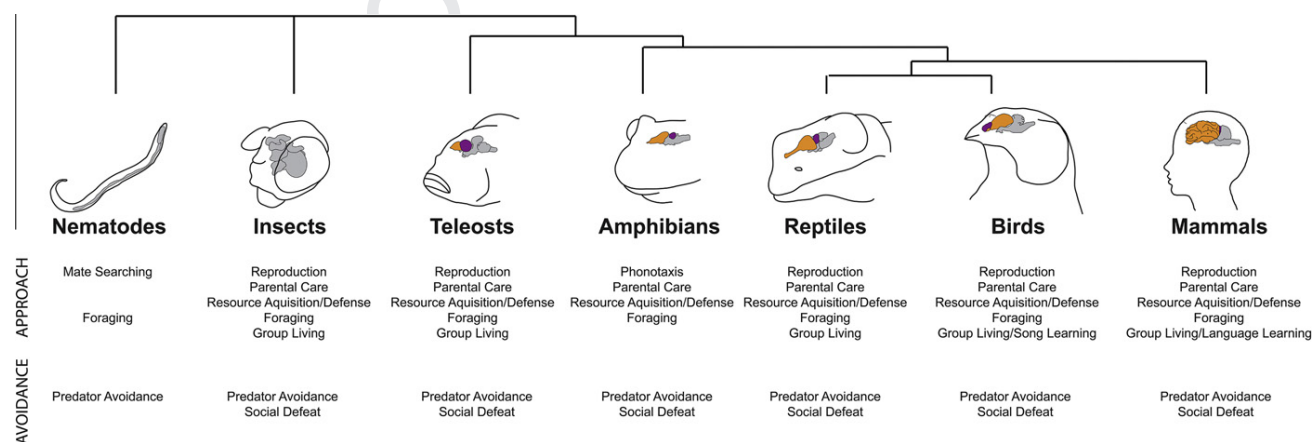 Nematodes Insects Teleosts Amphibians Reptiles Birds Mammals
APPROACH
Mate Searching Reproduction Reproduction Phonotaxis Reproduction Reproduction Reproduction
Parental Care Parental Care Parental Care Parental Care Parental Care Parental Care
Resource Aquisition/Defense Resource Aquisition/Defense Resource Aquisition/Defense Resource Aquisition/Defense Resource Aquisition/Defense Resource Aquisition/Defense
Foraging Foraging Foraging Foraging Foraging Foraging Foraging
Group Living Group Living Group Living Group Living/Song Learning Group Living/Language Learning
AVOIDANCE
Predator Avoidance Predator Avoidance Predator Avoidance Predator Avoidance Predator Avoidance Predator Avoidance Predator Avoidance
Social Defeat Social Defeat Social Defeat Social Defeat Social Defeat Social Defeat